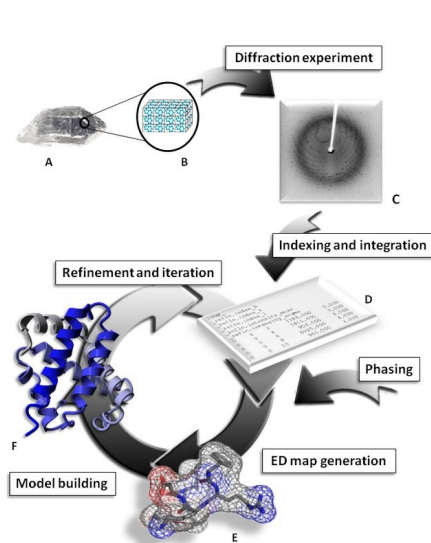 Diffraction experiment
A
B
C
Indexing and integration
Refinement and iteration
D
Phasing
F
ED map generation
Model building
E